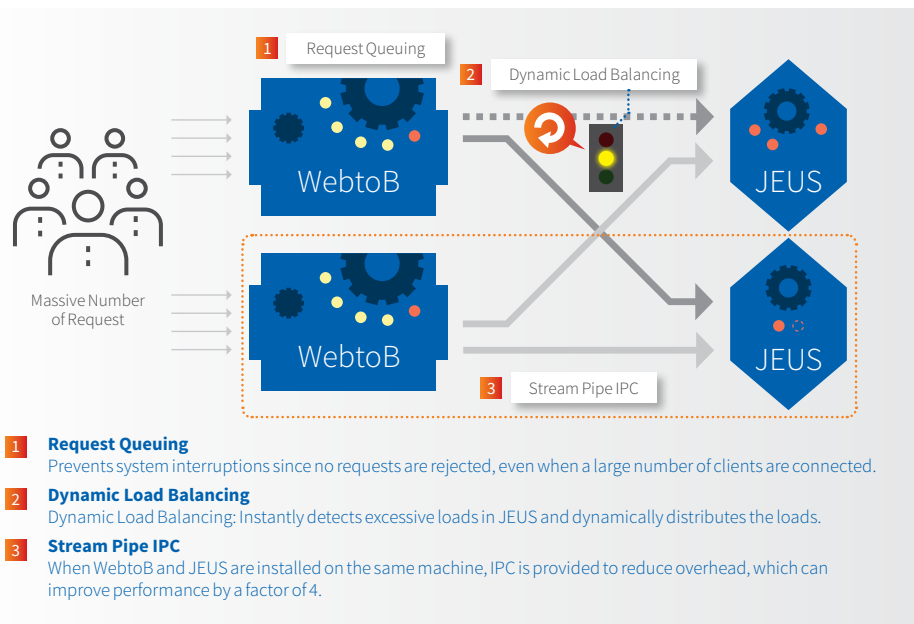 1 Request Queuing
2 Dynamic Load Balancing
WebtoB
JEUS
Massive Number
of Request
WebtoB
JEUS
3 Stream Pipe IPC
1 Request Queuing
Prevents system interruptions since no requests are rejected, even when a large number of clients are connected.
2 Dynamic Load Balancing
Dynamic Load Balancing: Instantly detects excessive loads in JEUS and dynamically distributes the loads.
3 Stream Pipe IPC
When WebtoB and JEUS are installed on the same machine, IPC is provided to reduce overhead, which can
improve performance by a factor of 4.